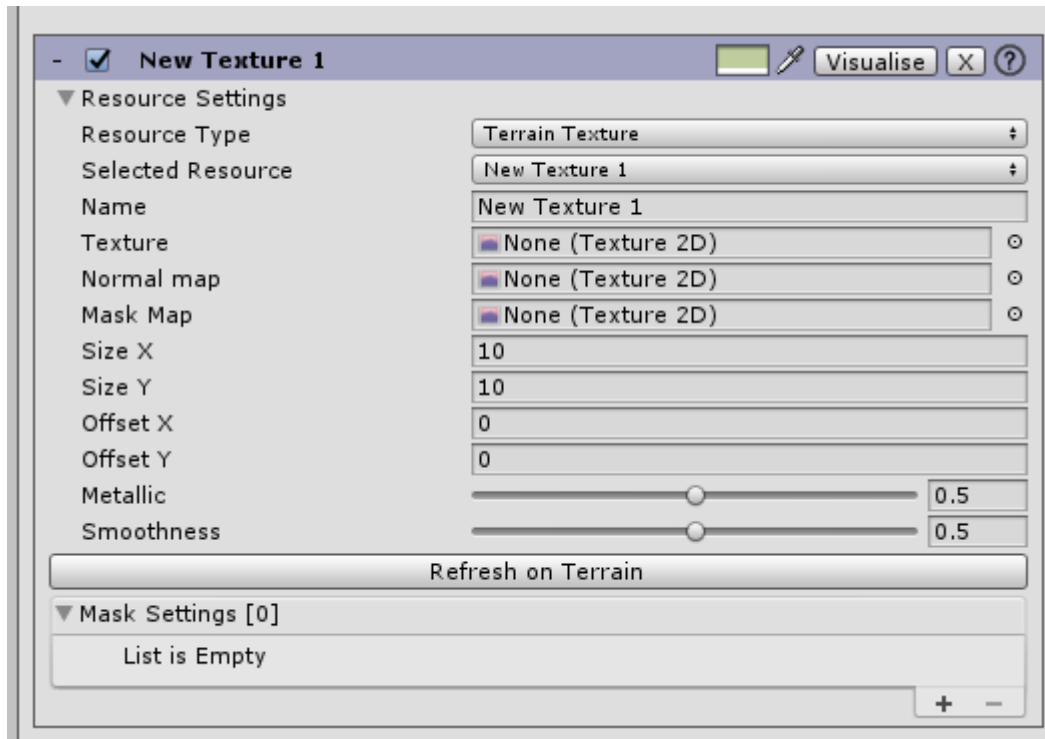 - New Texture 1 Visualise X ?
Resource Settings
Resource Type Terrain Texture
Selected Resource New Texture 1
Name New Texture 1
Texture None (Texture 2D)
Normal map None (Texture 2D)
Mask Map None (Texture 2D)
Size X 10
Size Y 10
Offset X 0
Offset Y 0
Metallic 0.5
Smoothness 0.5
Refresh on Terrain
Mask Settings [0]
List is Empty
+ −